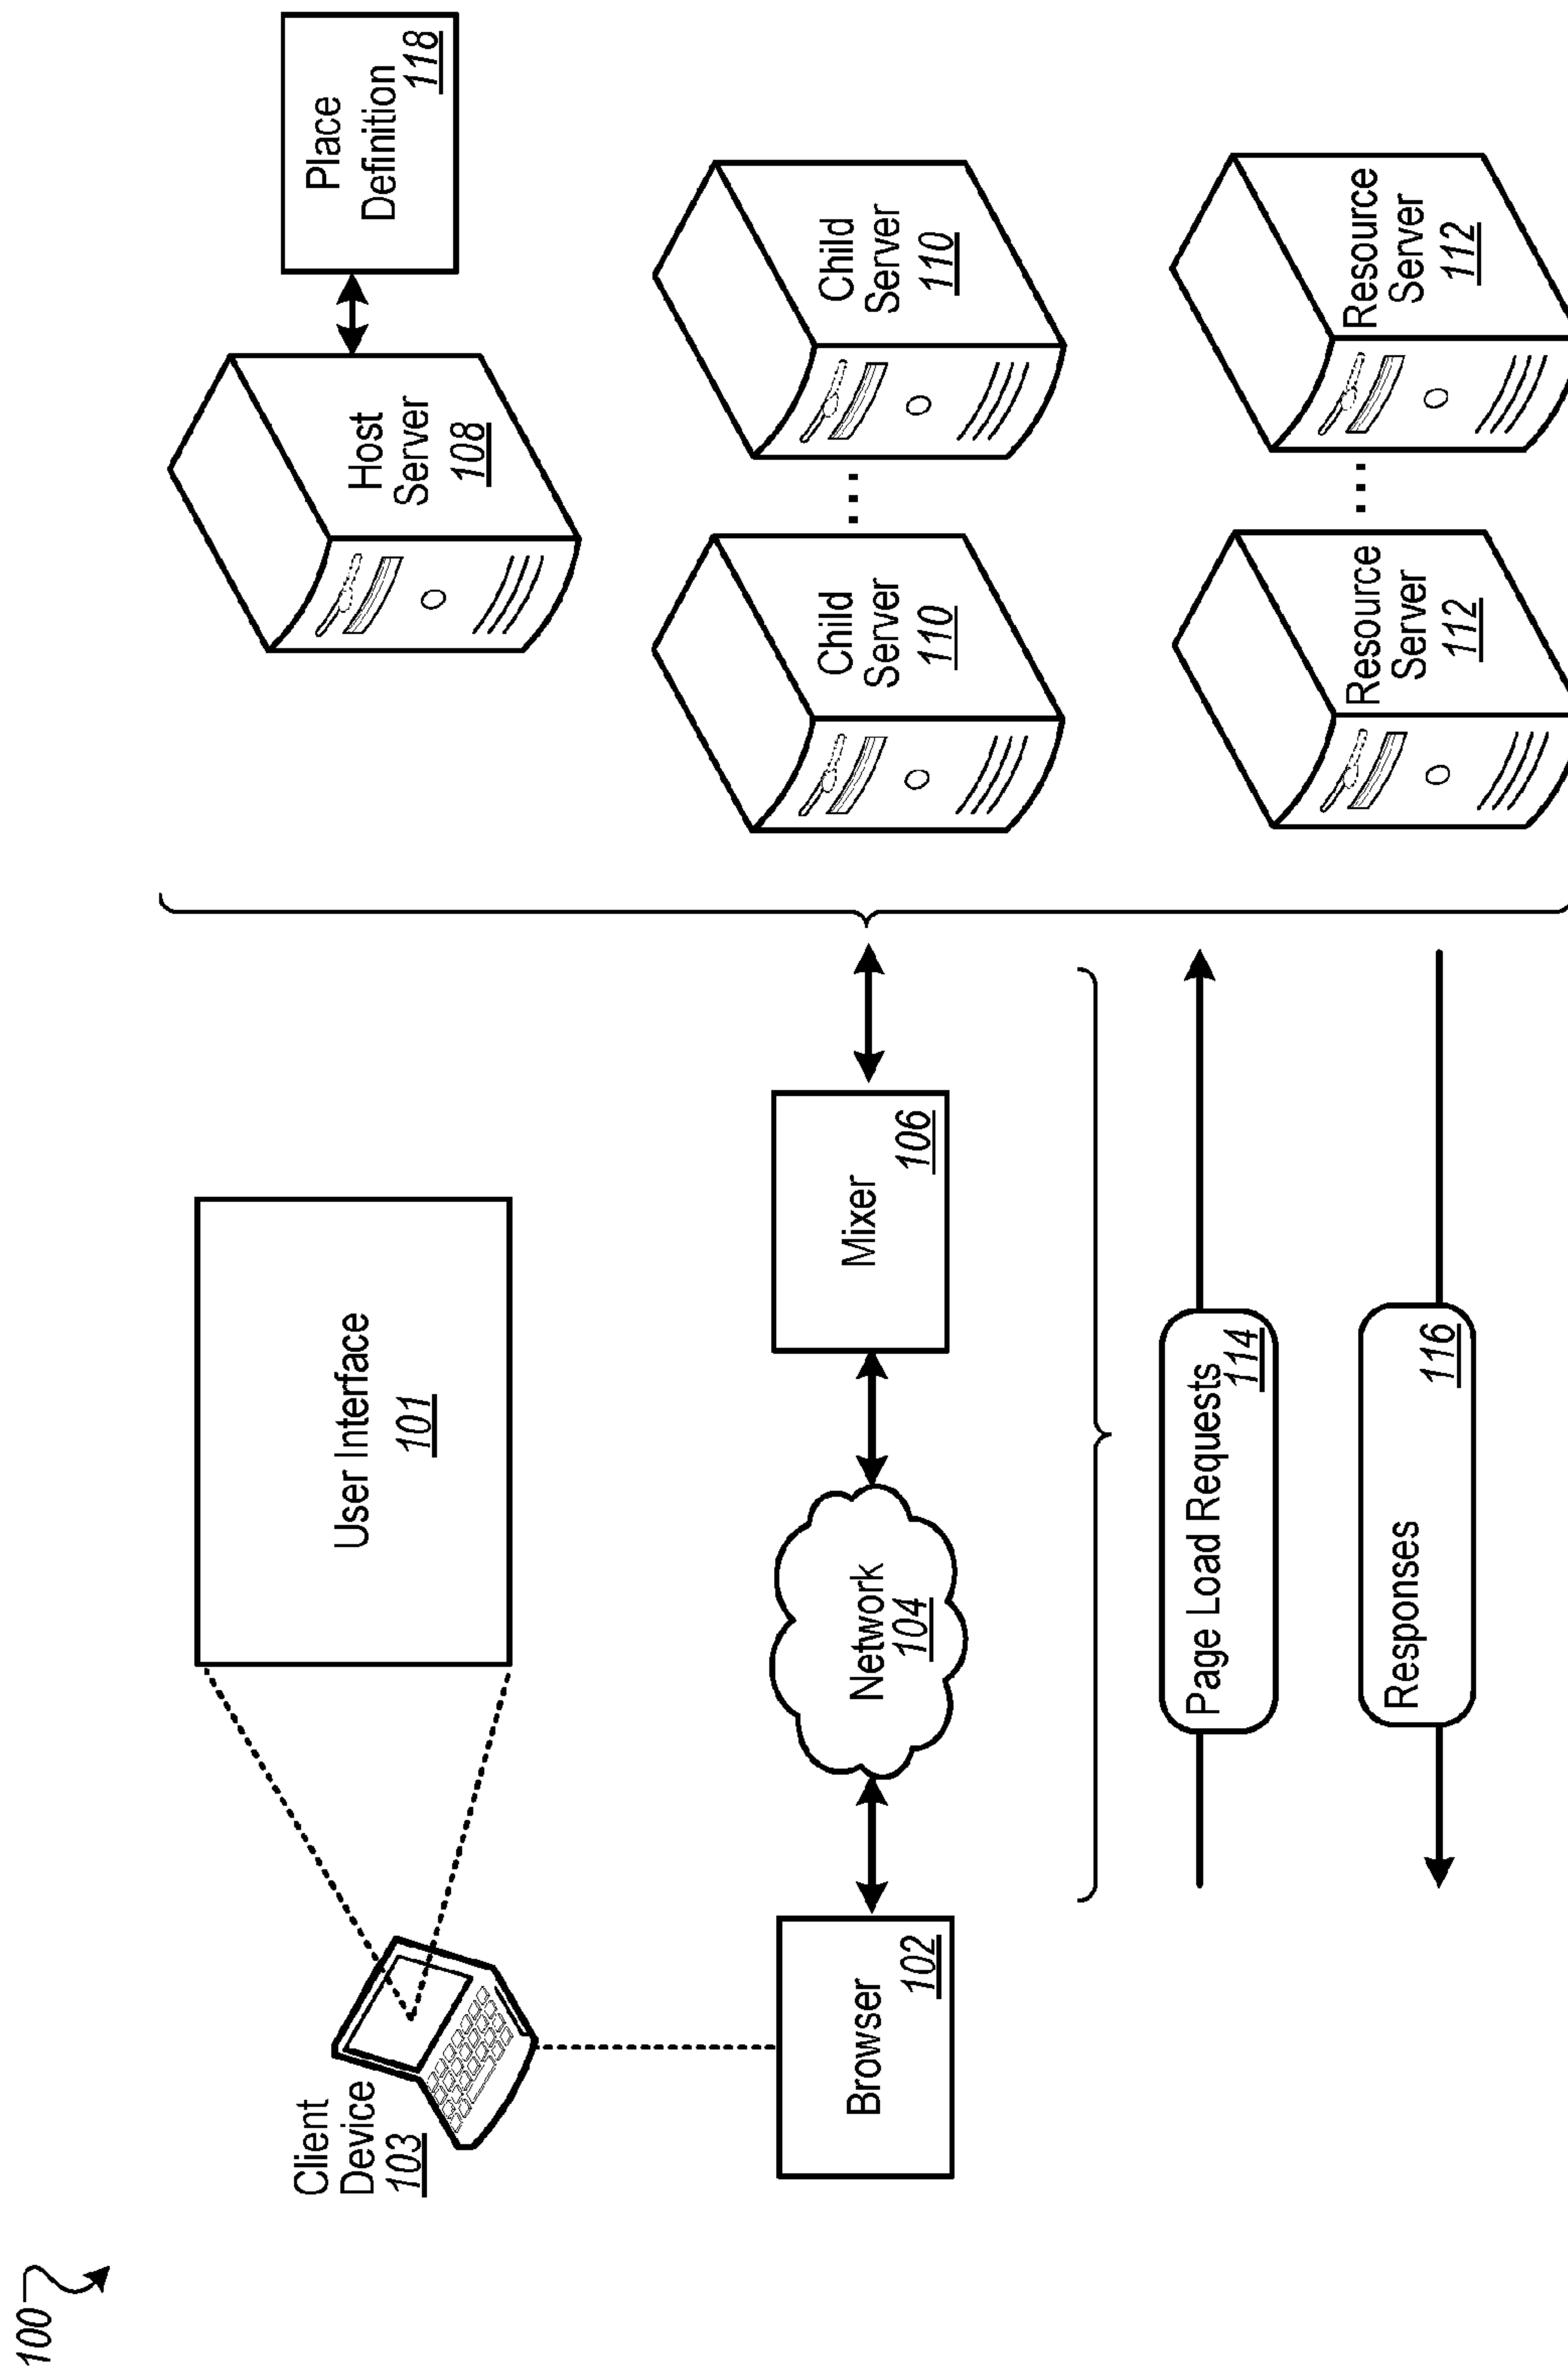 100
Client
Device
103
User Interface
101
Host
Server
108
Place
Definition
118
Browser
102
Network
104
Mixer
106
Child
Server
110
...
Child
Server
110
Page Load Requests
114
Responses
116
Resource
Server
112
...
Resource
Server
112